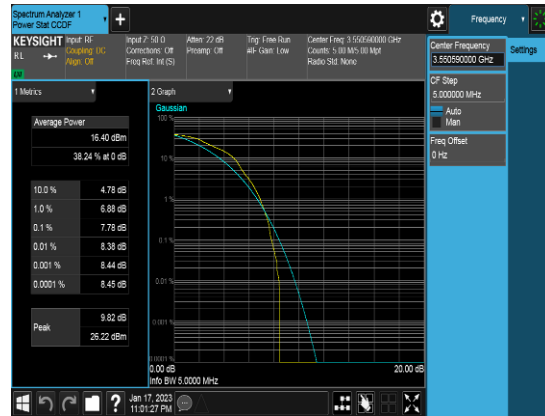 Spectrum Analyzer 1
Power Stat CCDF
+
Frequency
KEYSIGHT
RL
Input: RF
Coupling: DC
Align: Off
Input Z: 50 Ω
Corrections: Off
Freq Ref: Int (S)
Atten: 22 dB
Preamp: Off
Trig: Free Run
#IF Gain: Low
Center Freq: 3.550590000 GHz
Counts: 5.00 M/5.00 Mpt
Radio Std: None
Center Frequency
3.550590000 GHz
Settings
CF Step
5.000000 MHz
Auto
Man
Freq Offset
0 Hz
1 Metrics
2 Graph
Average Power
16.40 dBm
38.24 % at 0 dB
10.0 % 4.78 dB
1.0 % 6.88 dB
0.1 % 7.78 dB
0.01 % 8.38 dB
0.001 % 8.44 dB
0.0001 % 8.45 dB
Peak
9.82 dB
26.22 dBm
Gaussian
100 %
10 %
1 %
0.1 %
0.01 %
0.001 %
0.0001 %
0.00 dB
20.00 dB
Info BW 5.0000 MHz
?
Jan 17, 2023
11:01:27 PM